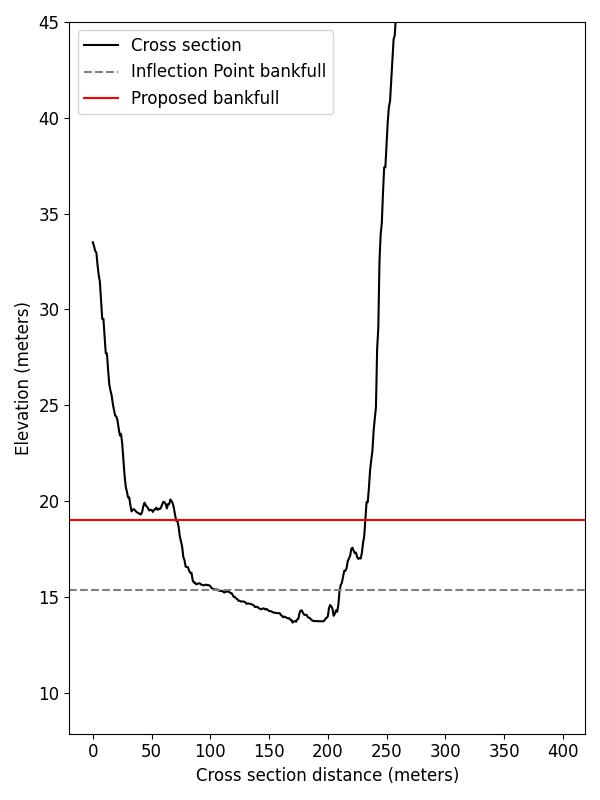 Cross section
Inflection Point bankfull
Proposed bankfull
45
40
35
30
25
20
15
10
Elevation (meters)
0 50 100 150 200 250 300 350 400
Cross section distance (meters)